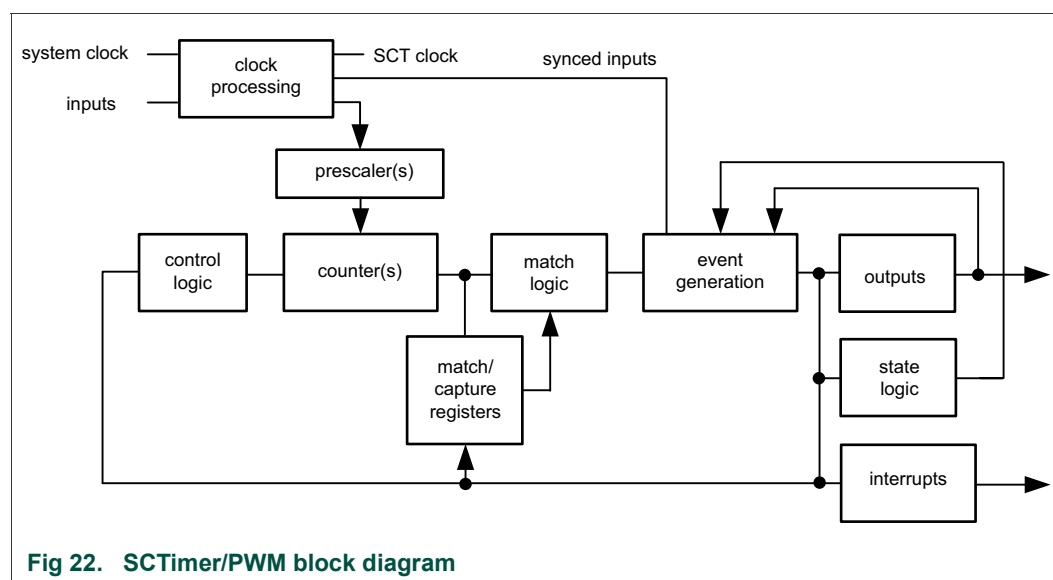 system clock
inputs
clock
processing
SCT clock
synced inputs
prescaler(s)
control
logic
counter(s)
match
logic
event
generation
outputs
match/
capture
registers
state
logic
interrupts
Fig 22. SCTimer/PWM block diagram